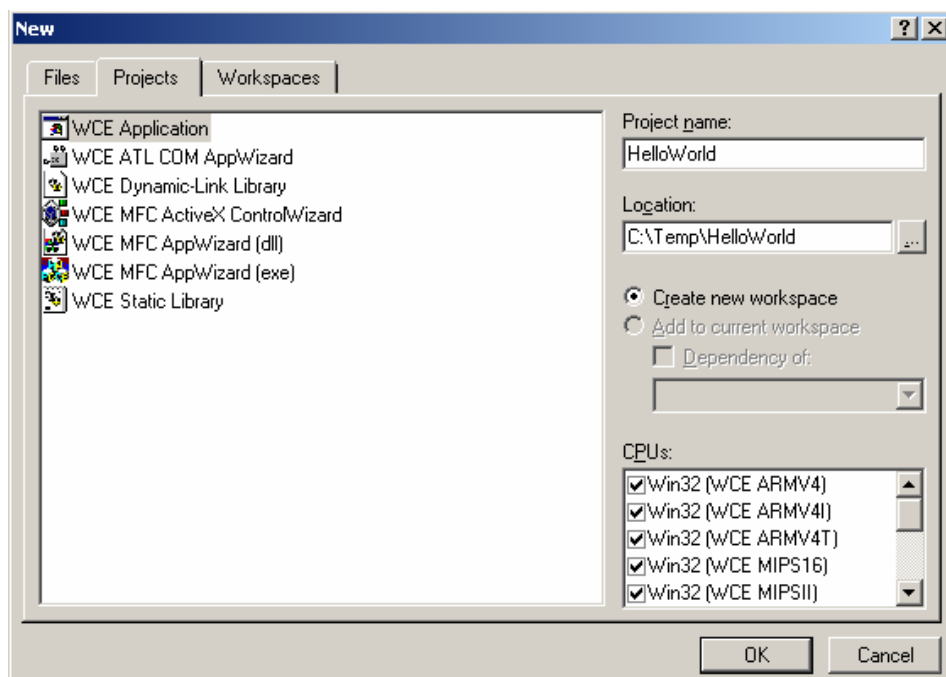 New
Files Projects Workspaces
WCE Application
WCE ATL COM AppWizard
WCE Dynamic-Link Library
WCE MFC ActiveX ControlWizard
WCE MFC AppWizard (dll)
WCE MFC AppWizard (exe)
WCE Static Library
Project name:
HelloWorld
Location:
C:\Temp\HelloWorld
...
Create new workspace
Add to current workspace
Dependency of:
CPUs:
Win32 (WCE ARMV4)
Win32 (WCE ARMV4I)
Win32 (WCE ARMV4T)
Win32 (WCE MIPS16)
Win32 (WCE MIPSII)
OK Cancel